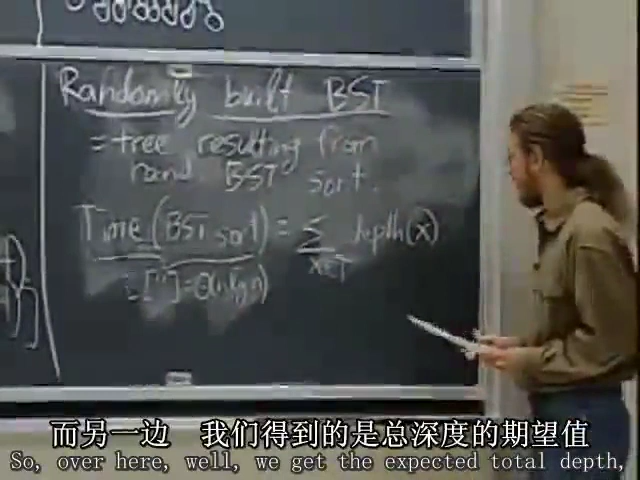 Randomly built BST
= tree resulting from
rand BST sort.
Time (BST sort) = Σ depth(x)
x∈T
E["] = Θ(n lg n)
而另一边 我们得到的是总深度的期望值
So, over here, well, we get the expected total depth,